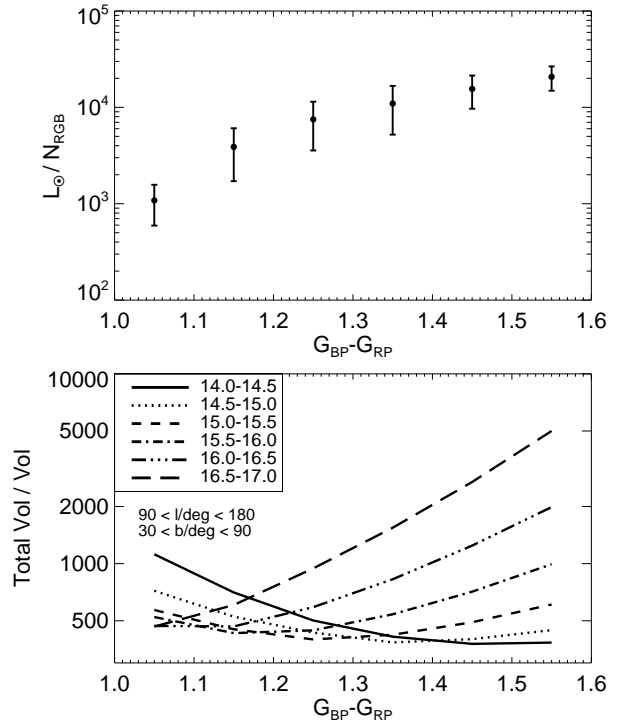 10^5
10^4
10^3
10^2
L☉ / N_RGB
1.0 1.1 1.2 1.3 1.4 1.5 1.6
G_BP-G_RP
10000
5000
2000
1000
500
Total Vol / Vol
14.0-14.5
14.5-15.0
15.0-15.5
15.5-16.0
16.0-16.5
16.5-17.0
90 < l/deg < 180
30 < b/deg < 90
1.0 1.1 1.2 1.3 1.4 1.5 1.6
G_BP-G_RP